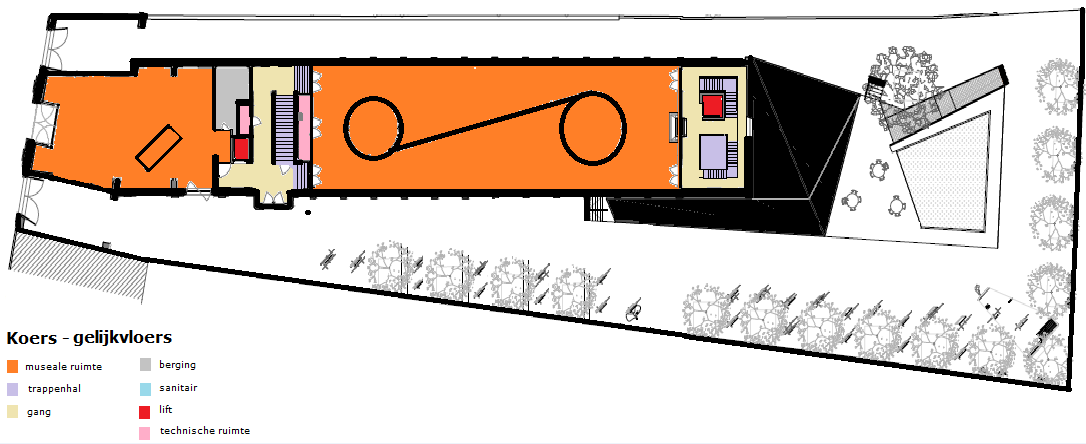 Koers - gelijkvloers
museale ruimte
trappenhal
gang
berging
sanitair
lift
technische ruimte